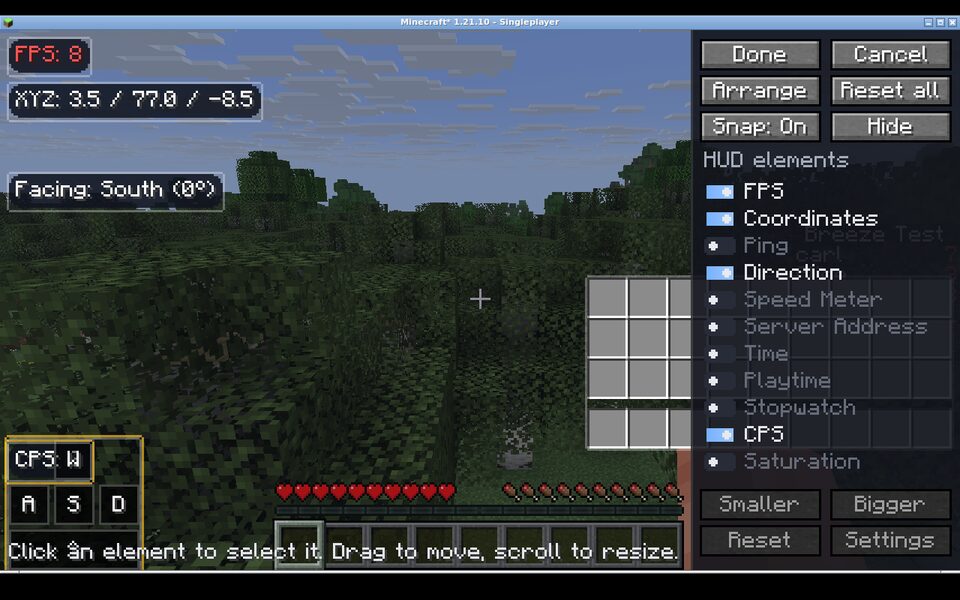 Minecraft* 1.21.10 - Singleplayer
FPS: 8
XYZ: 3.5 / 77.0 / -8.5
Facing: South (0°)
Done
Cancel
Arrange
Reset all
Snap: On
Hide
HUD elements
FPS
Coordinates
Ping
Breeze Test
carl
Direction
Speed Meter
Server Address
Time
Playtime
Stopwatch
CPS
Saturation
Smaller
Bigger
Reset
Settings
CPS: W
A S D
Click an element to select it. Drag to move, scroll to resize.